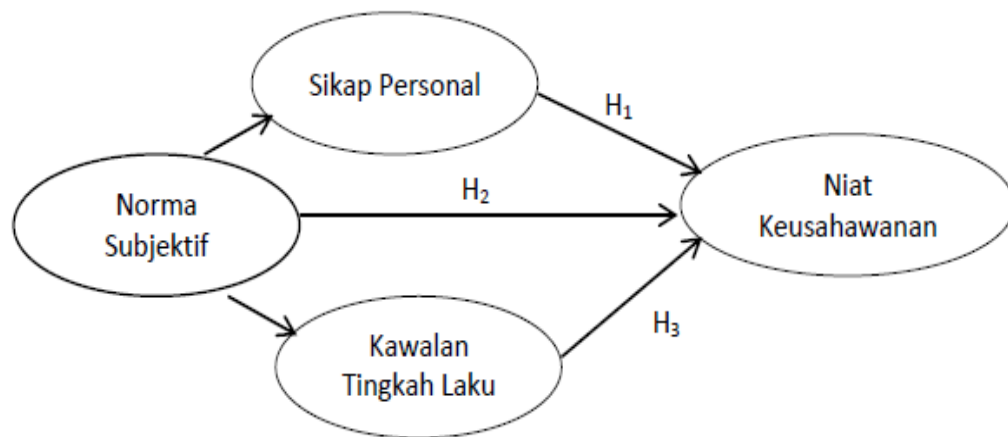 Sikap Personal
H₁
Norma
Subjektif
H₂
Niat
Keusahawanan
H₃
Kawalan
Tingkah Laku